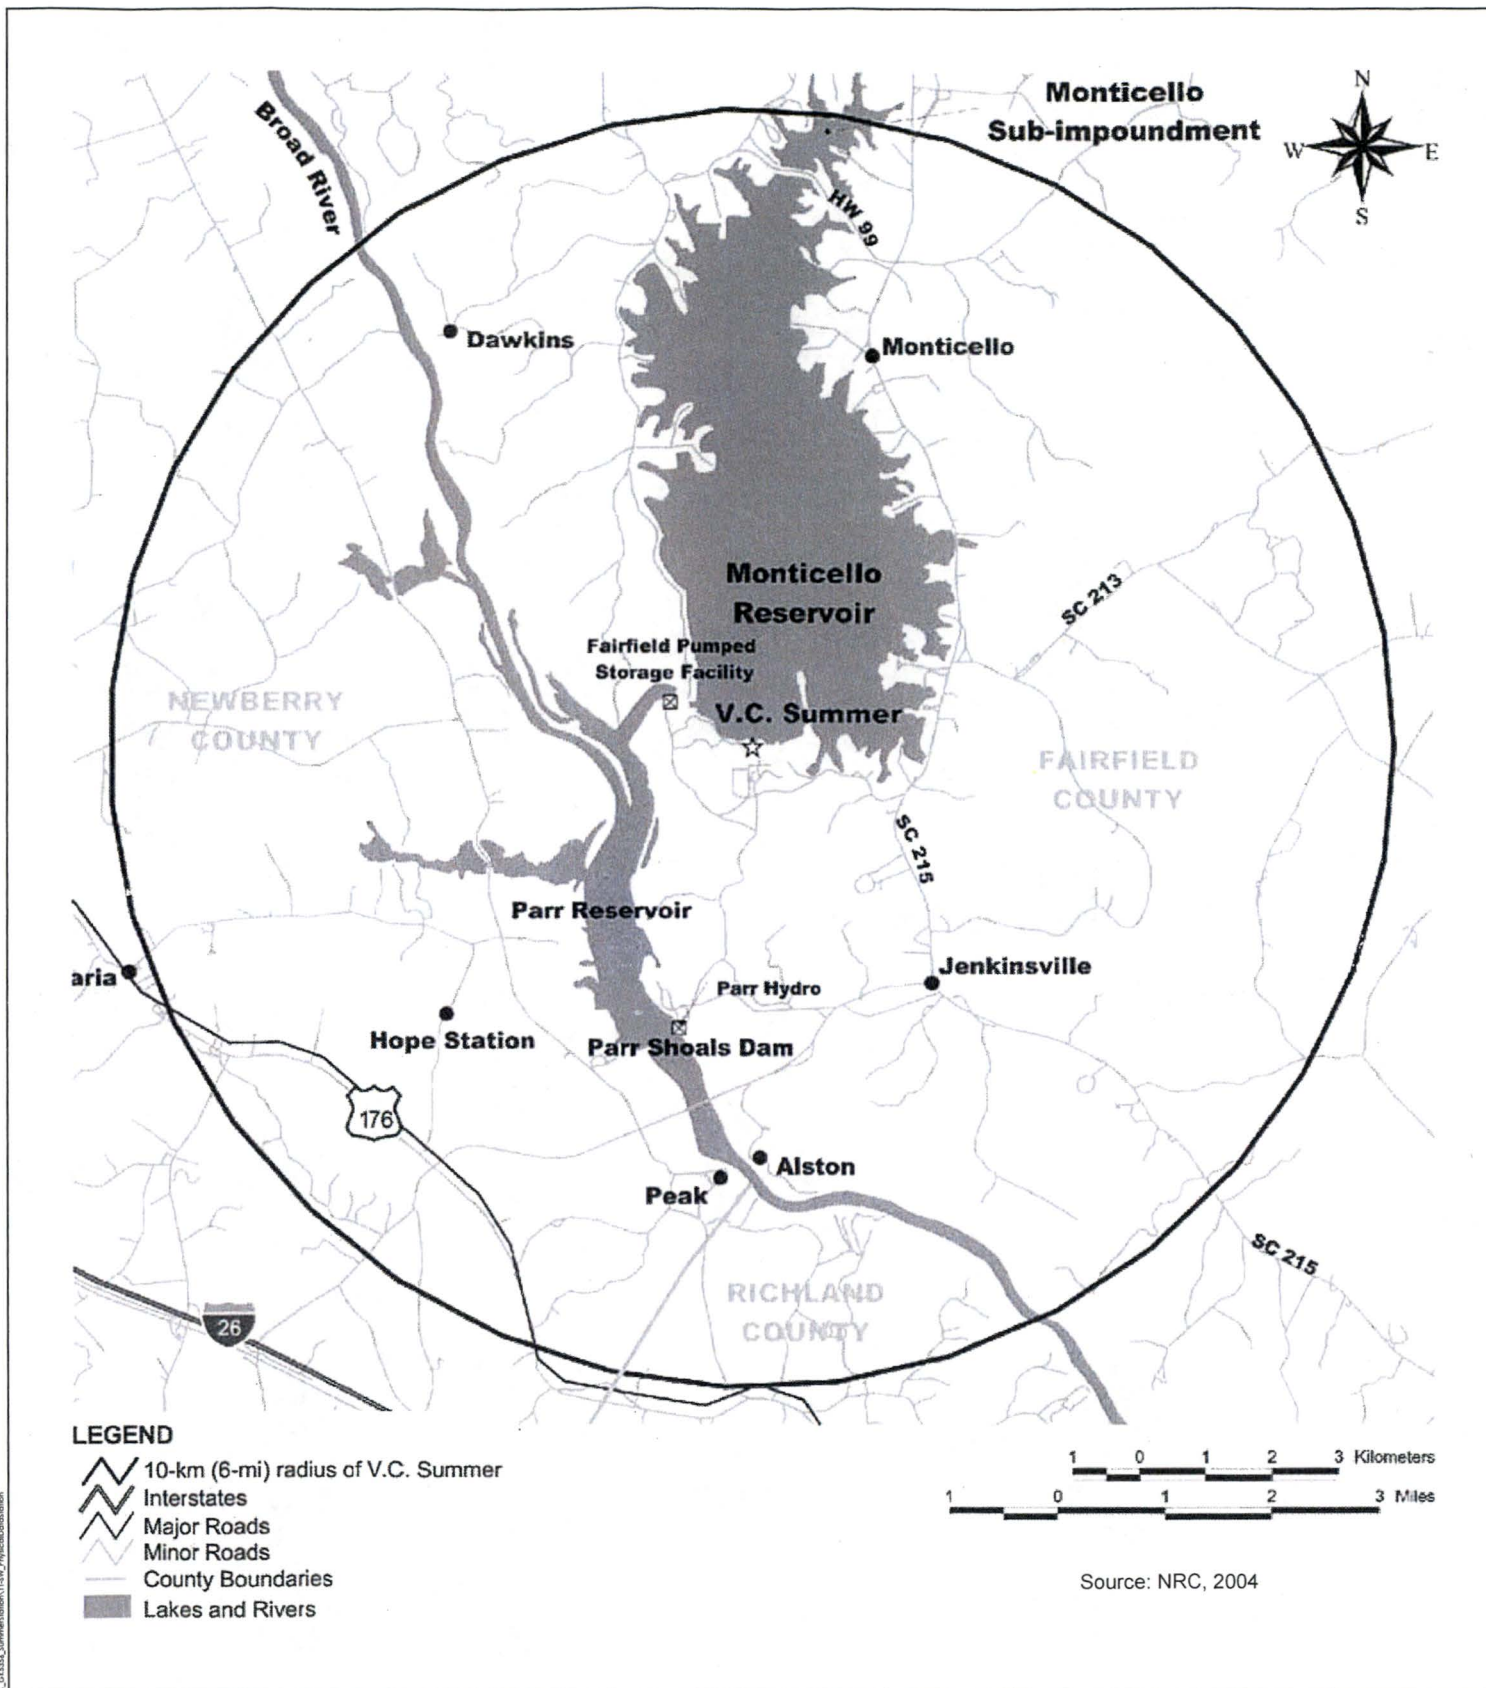 Monticello
Sub-impoundment
N
W
E
S
Broad River
HW 99
Dawkins
Monticello
Monticello
Reservoir
SC 213
Fairfield Pumped
Storage Facility
NEWBERRY
COUNTY
V.C. Summer
FAIRFIELD
COUNTY
SC 215
Parr Reservoir
aria
Jenkinsville
Parr Hydro
Hope Station
Parr Shoals Dam
176
Alston
Peak
SC 215
RICHLAND
COUNTY
26
LEGEND
10-km (6-mi) radius of V.C. Summer
Interstates
Major Roads
Minor Roads
County Boundaries
Lakes and Rivers
1 0 1 2 3 Kilometers
1 0 1 2 3 Miles
Source: NRC, 2004